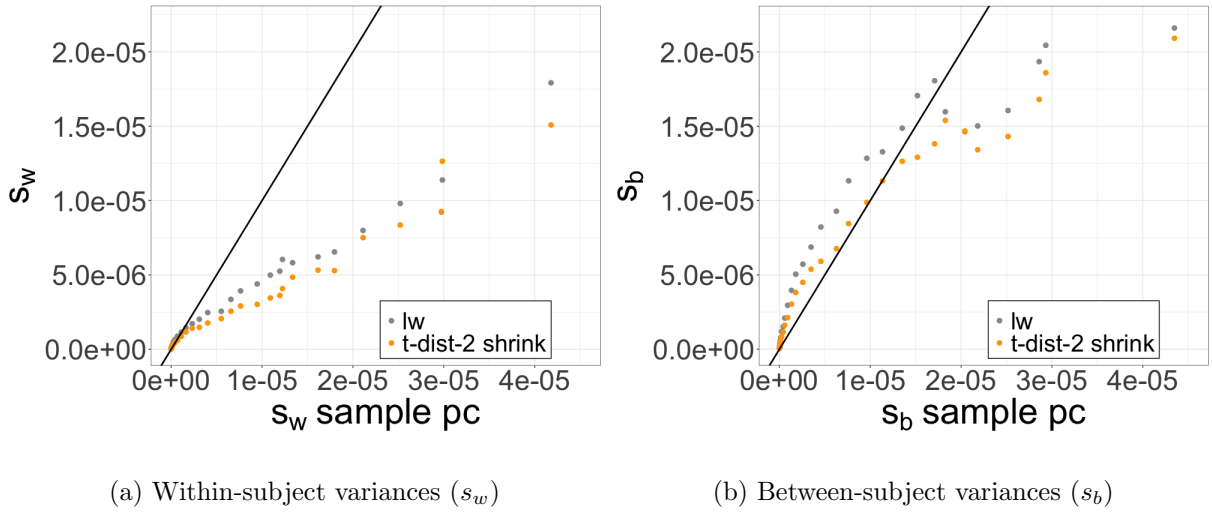 2.0e-05
1.5e-05
1.0e-05
5.0e-06
0.0e+00
s_w
lw
t-dist-2 shrink
0e+00 1e-05 2e-05 3e-05 4e-05
s_w sample pc
(a) Within-subject variances (s_w)
2.0e-05
1.5e-05
1.0e-05
5.0e-06
0.0e+00
s_b
lw
t-dist-2 shrink
0e+00 1e-05 2e-05 3e-05 4e-05
s_b sample pc
(b) Between-subject variances (s_b)